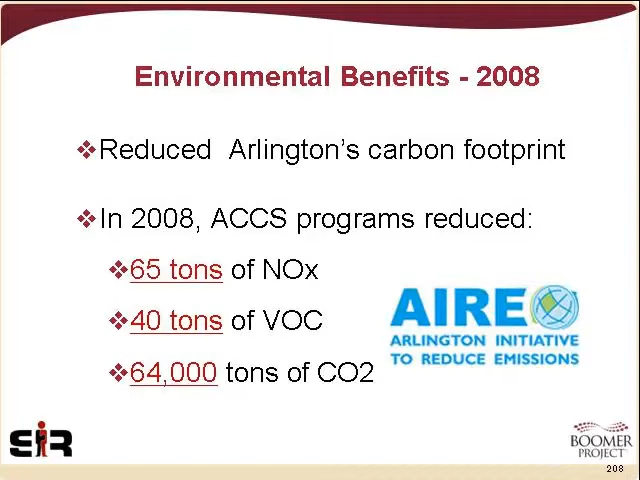 Environmental Benefits - 2008
❖Reduced Arlington's carbon footprint
❖In 2008, ACCS programs reduced:
❖65 tons of NOx
❖40 tons of VOC
❖64,000 tons of CO2
AIRE
ARLINGTON INITIATIVE
TO REDUCE EMISSIONS
SIR
BOOMER
PROJECT
208